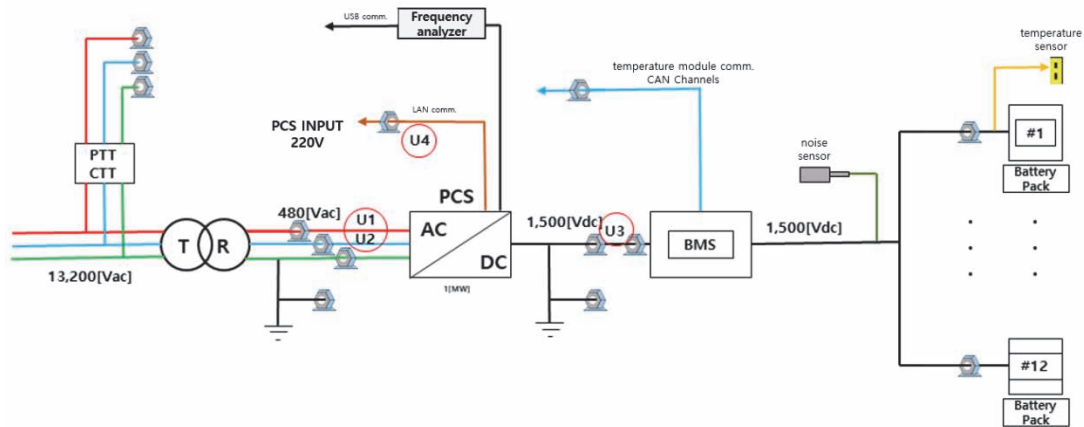 USB comm.
Frequency
analyzer
temperature
sensor
temperature module comm.
CAN Channels
LAN comm.
PCS INPUT
220V
U4
#1
noise
sensor
PTT
CTT
Battery
Pack
PCS
480[Vac]
U1
U2
AC
DC
1,500[Vdc]
U3
BMS
1,500[Vdc]
T
R
13,200[Vac]
1[MW]
#12
Battery
Pack